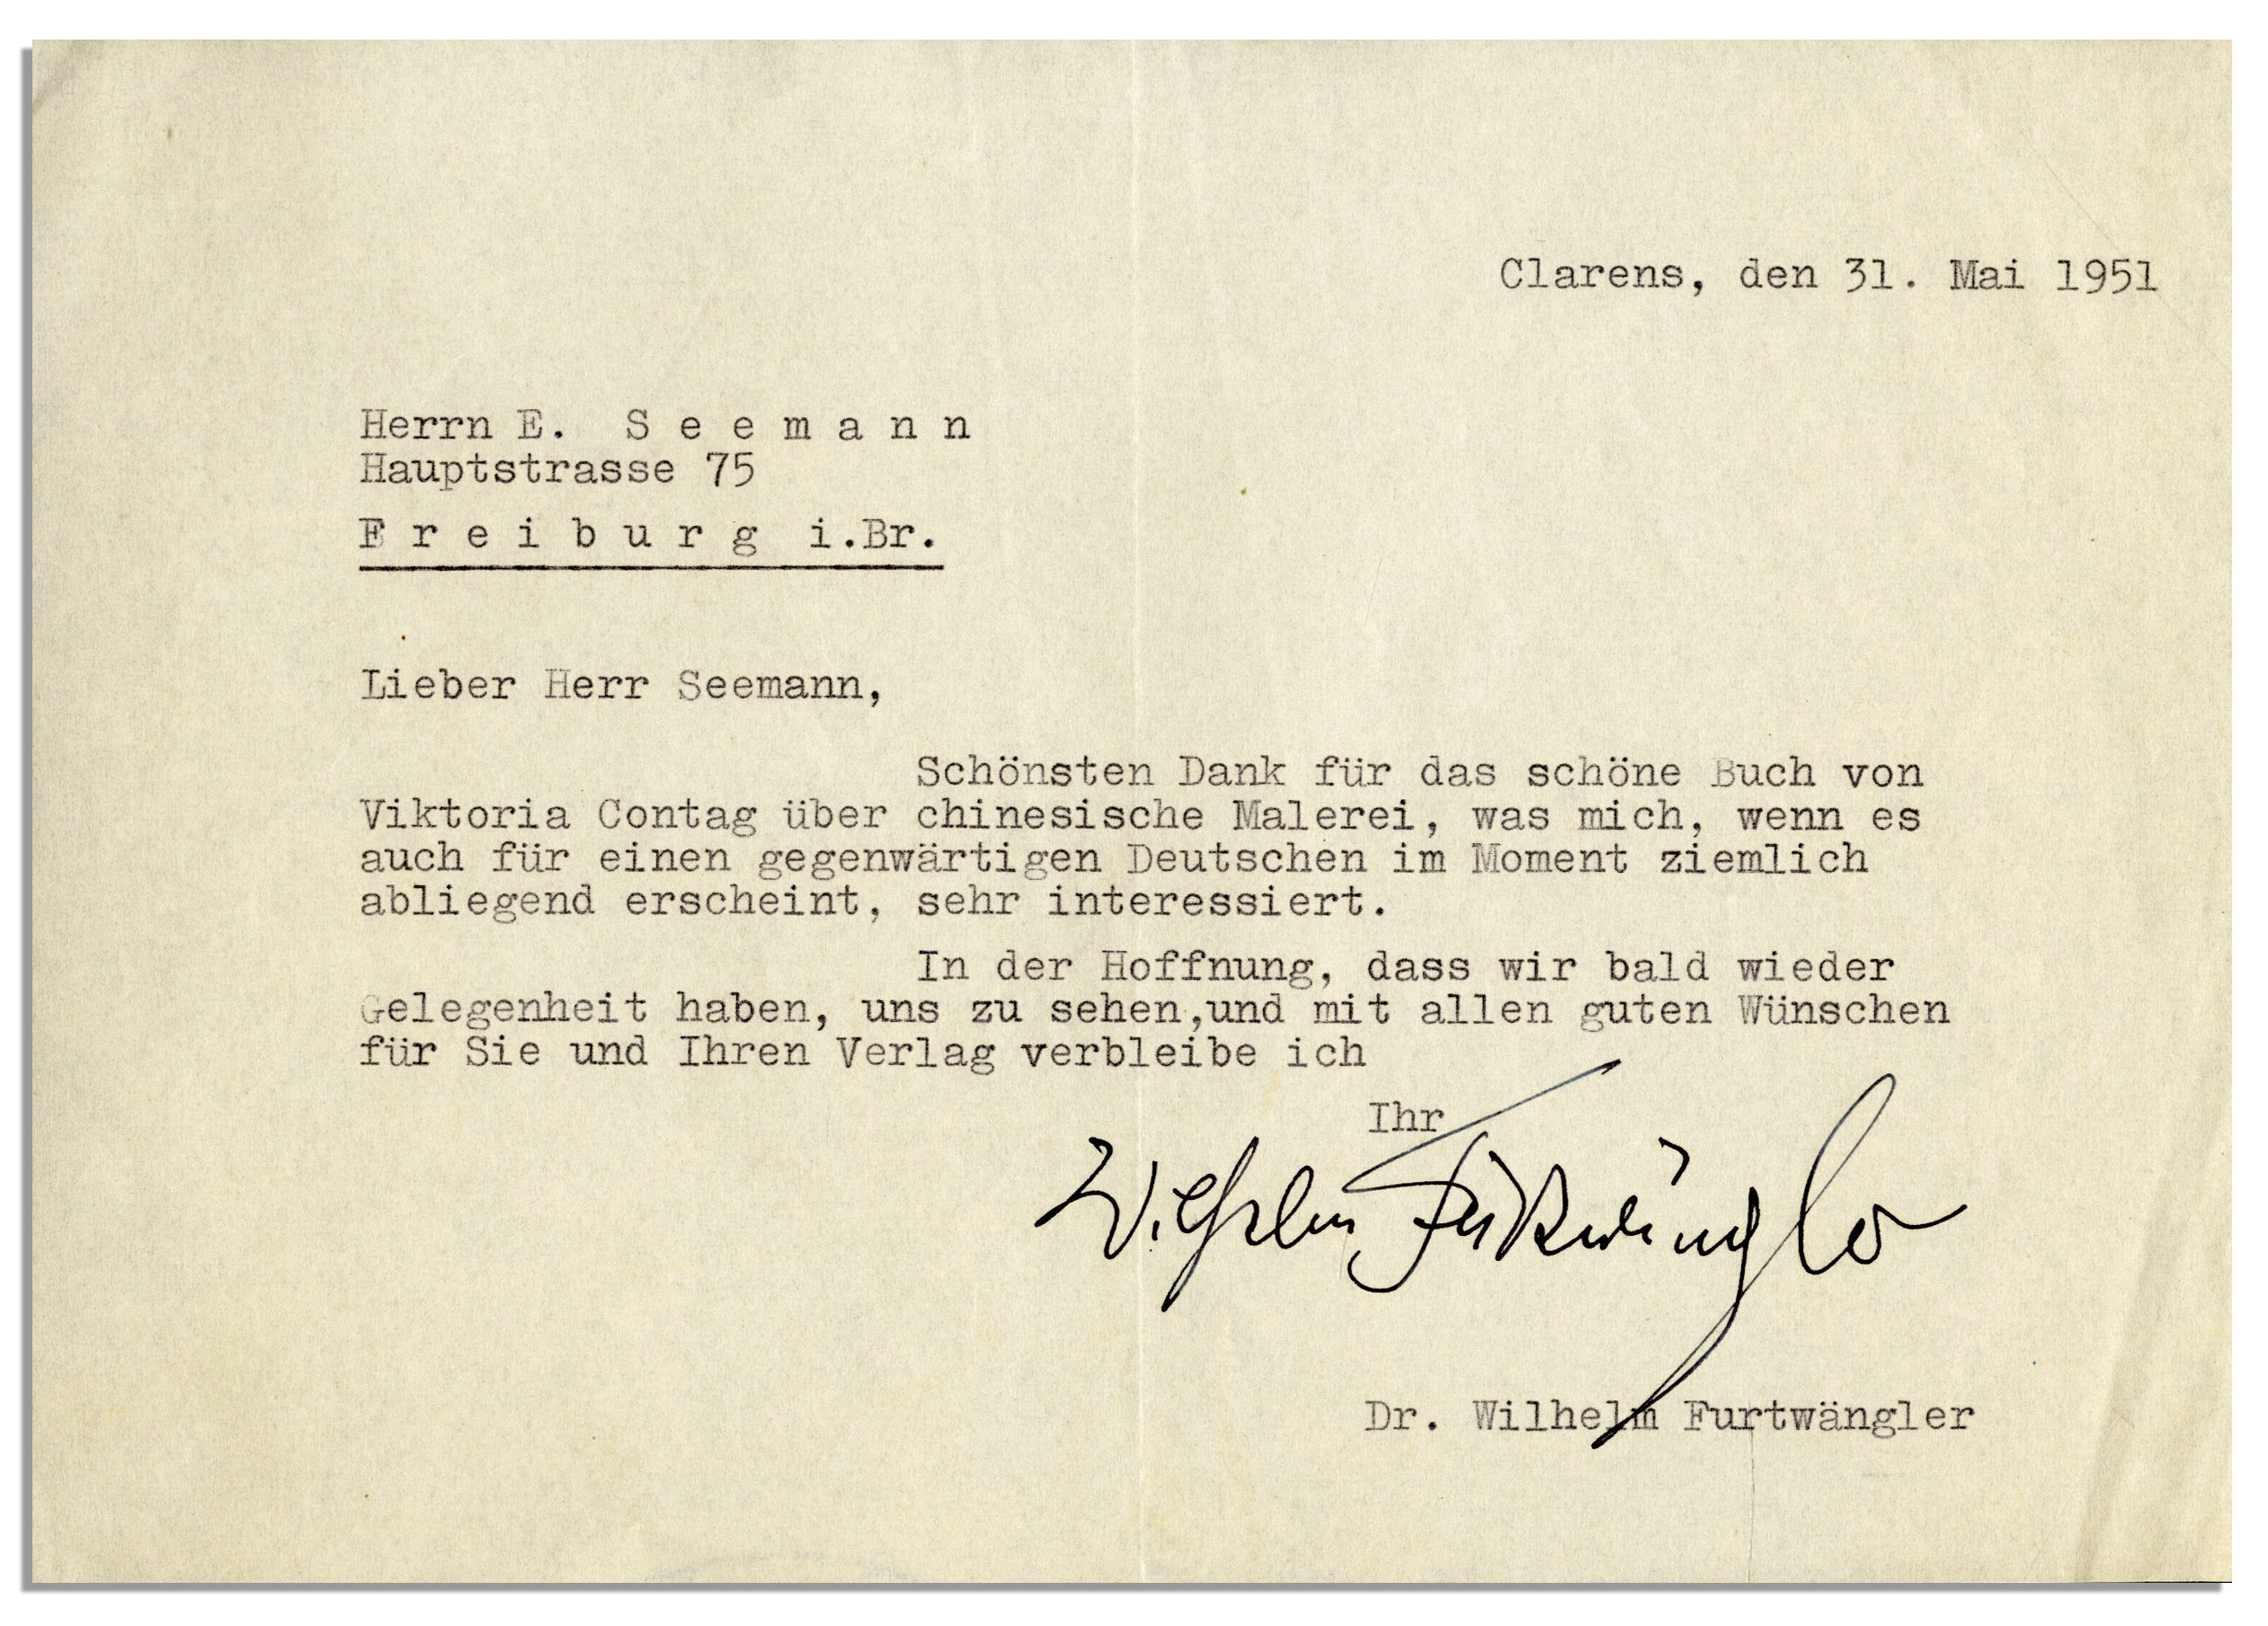 Clarens, den 31. Mai 1951
Herrn E. S e e m a n n
Hauptstrasse 75
F r e i b u r g i.Br.
Lieber Herr Seemann,
Schönsten Dank für das schöne Buch von
Viktoria Contag über chinesische Malerei, was mich, wenn es
auch für einen gegenwärtigen Deutschen im Moment ziemlich
abliegend erscheint, sehr interessiert.
In der Hoffnung, dass wir bald wieder
Gelegenheit haben, uns zu sehen,und mit allen guten Wünschen
für Sie und Ihren Verlag verbleibe ich
Ihr
Wilhelm Furtwängler
Dr. Wilhelm Furtwängler